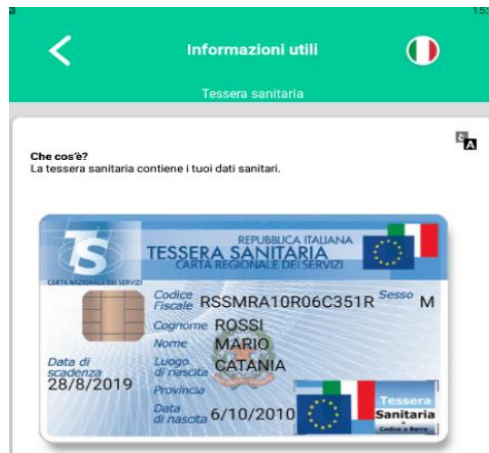 15:
Informazioni utili
Tessera sanitaria
Che cos'è?
La tessera sanitaria contiene i tuoi dati sanitari.
TS
CARTA NAZIONALE DEI SERVIZI
REPUBBLICA ITALIANA
TESSERA SANITARIA
CARTA REGIONALE DEI SERVIZI
Codice Fiscale RSSMRA10R06C351R Sesso M
Cognome ROSSI
Nome MARIO
Luogo di nascita CATANIA
Provincia
Data di nascita 6/10/2010
Data di scadenza
28/8/2019
Tessera
Sanitaria
Codice a Barre